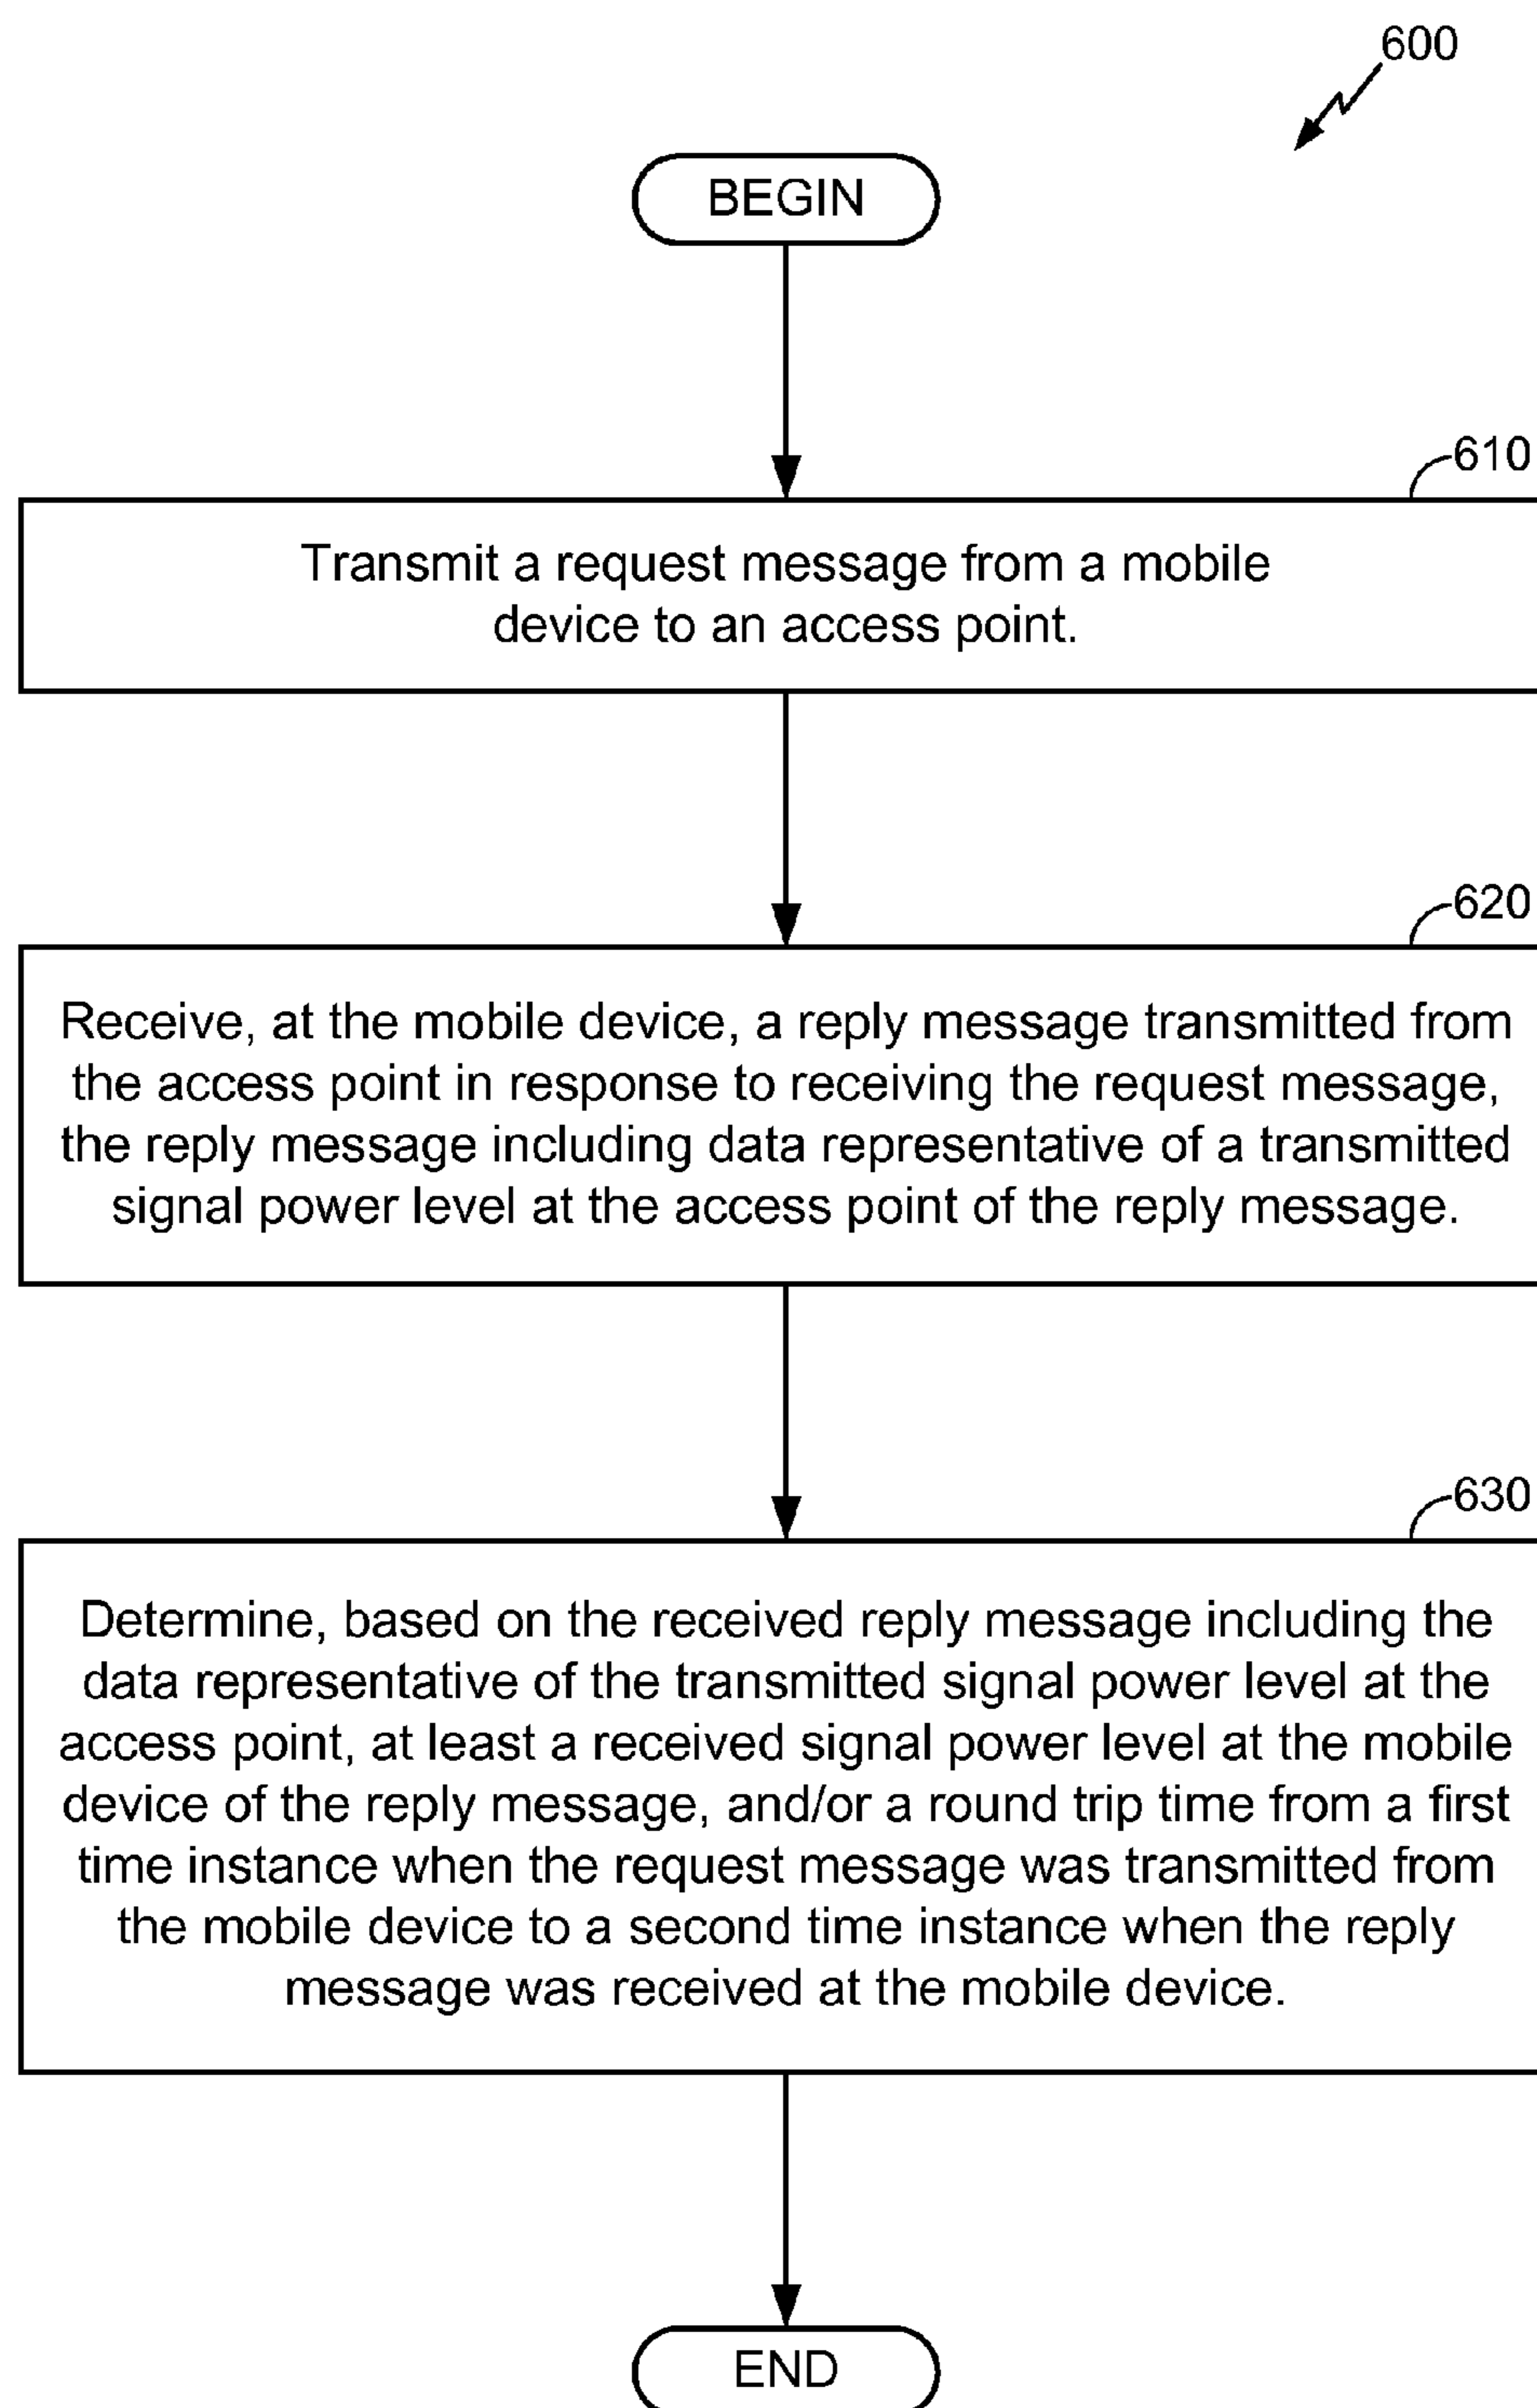 600
BEGIN
610
Transmit a request message from a mobile
device to an access point.
620
Receive, at the mobile device, a reply message transmitted from
the access point in response to receiving the request message,
the reply message including data representative of a transmitted
signal power level at the access point of the reply message.
630
Determine, based on the received reply message including the
data representative of the transmitted signal power level at the
access point, at least a received signal power level at the mobile
device of the reply message, and/or a round trip time from a first
time instance when the request message was transmitted from
the mobile device to a second time instance when the reply
message was received at the mobile device.
END